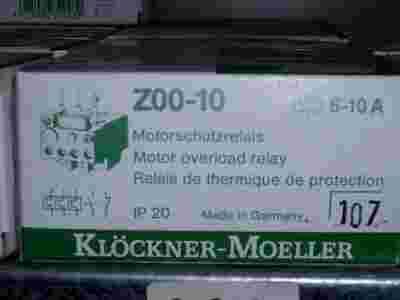 Z00-10
6-10 A
Motorschutzrelais
Motor overload relay
Relais de thermique de protection
IP 20
Made in Germany
107
KLÖCKNER-MOELLER